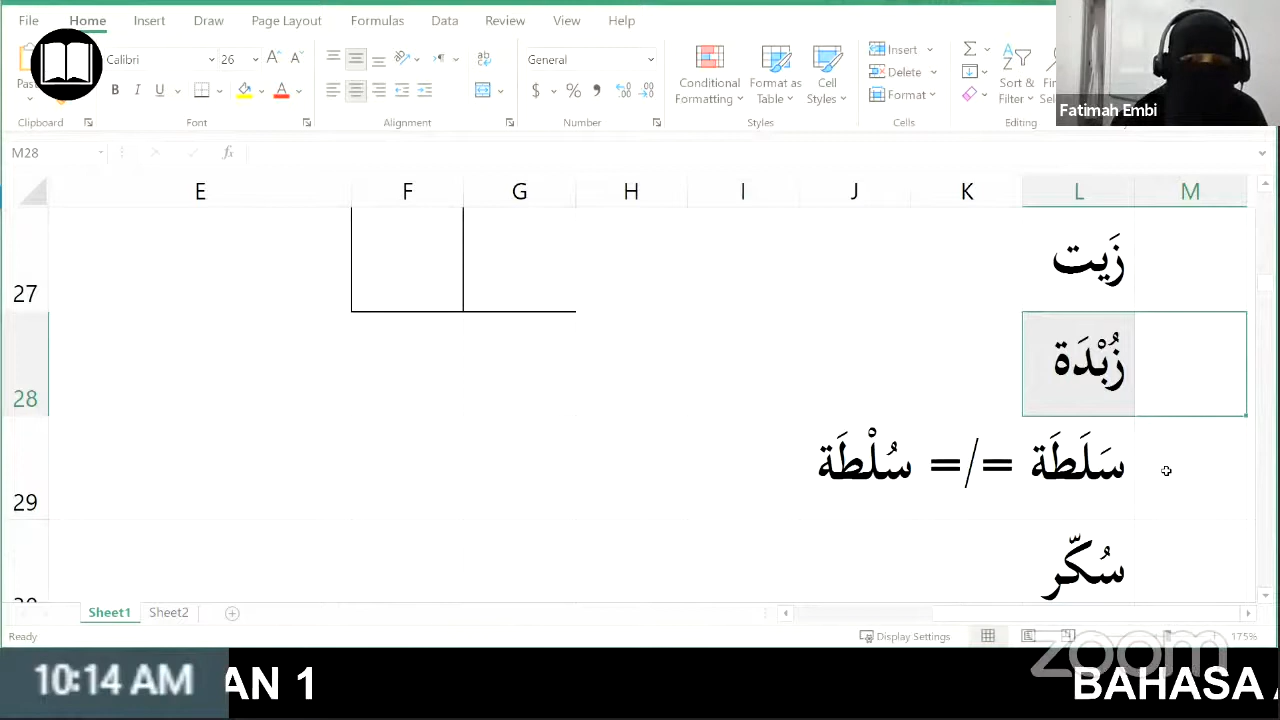 File Home Insert Draw Page Layout Formulas Data Review View Help
Calibri 26
General
Insert
Delete
Format
Conditional Formatting
Format Table
Cell Styles
Sort & Filter
Clipboard Font Alignment Number Styles Cells Editing
Fatimah Embi
M28 fx
E F G H I J K L M
27
زَيت
28
زُبْدَة
29
سَلَطَة =/= سُلْطَة
سُكّر
Sheet1 Sheet2
Ready
Display Settings
175%
zoom
10:14 AM
AN 1
BAHASA A